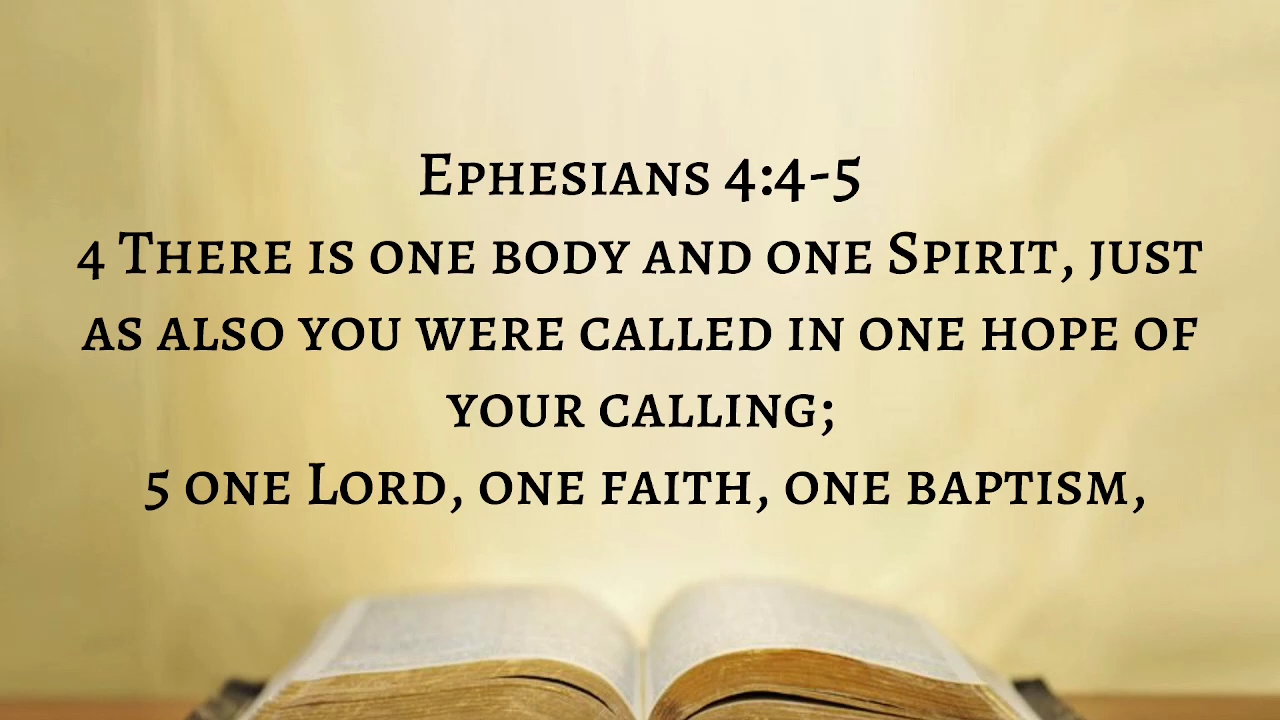 Ephesians 4:4-5
4 There is one body and one Spirit, just
as also you were called in one hope of
your calling;
5 one Lord, one faith, one baptism,